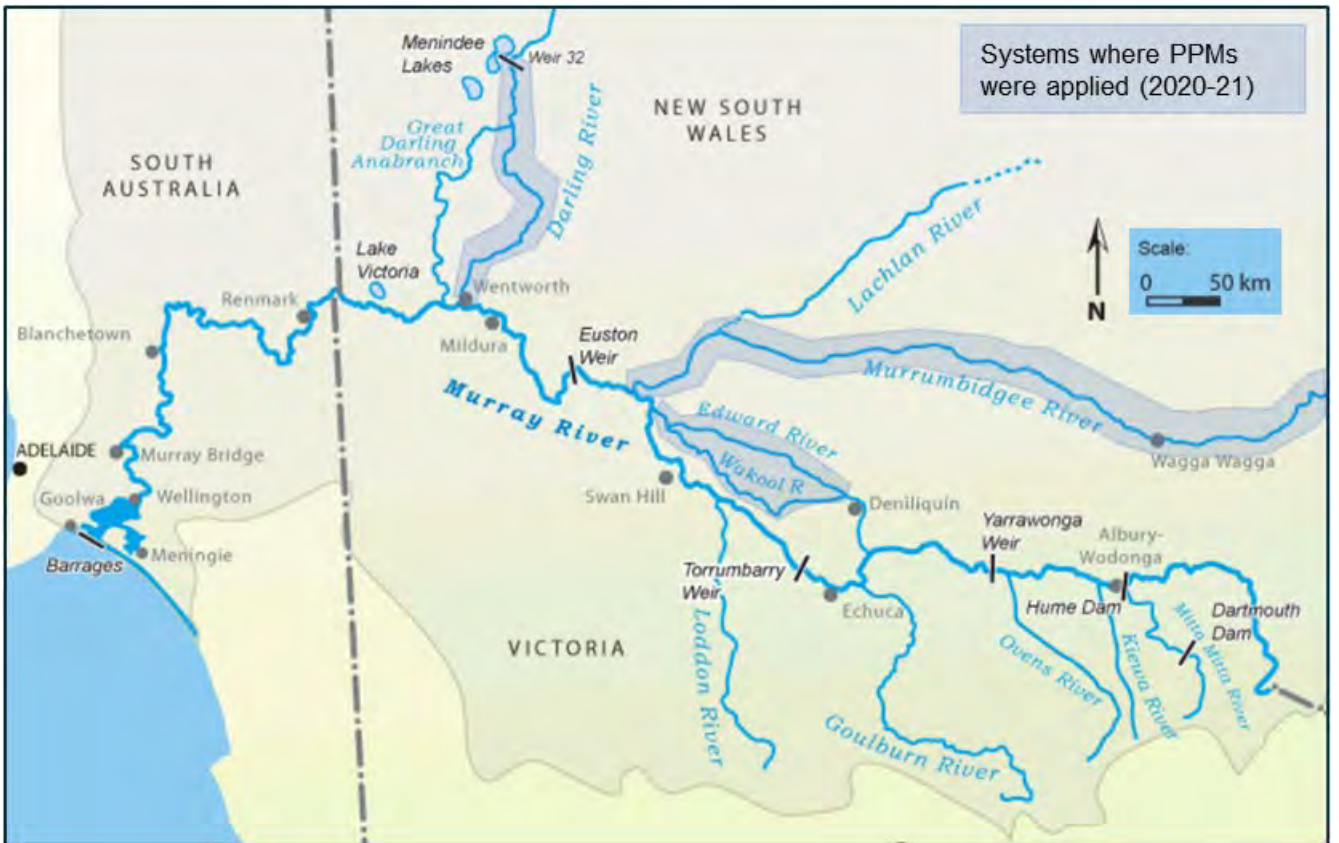 Menindee
Lakes
Weir 32
Systems where PPMs
were applied (2020-21)
NEW SOUTH
WALES
Great
Darling
Anabranch
Darling River
SOUTH
AUSTRALIA
Lachlan River
Scale:
0 50 km
N
Lake
Victoria
Renmark
Wentworth
Blanchetown
Mildura
Euston
Weir
Murray River
Murrumbidgee River
Edward River
Wakool R
Wagga Wagga
ADELAIDE
Murray Bridge
Goolwa
Wellington
Swan Hill
Deniliquin
Yarrawonga
Weir
Albury-
Wodonga
Barrages
Meningie
Torrumbarry
Weir
Echuca
Hume Dam
Dartmouth
Dam
Mitta Mitta River
VICTORIA
Loddon River
Ovens River
Kiewa River
Goulburn River